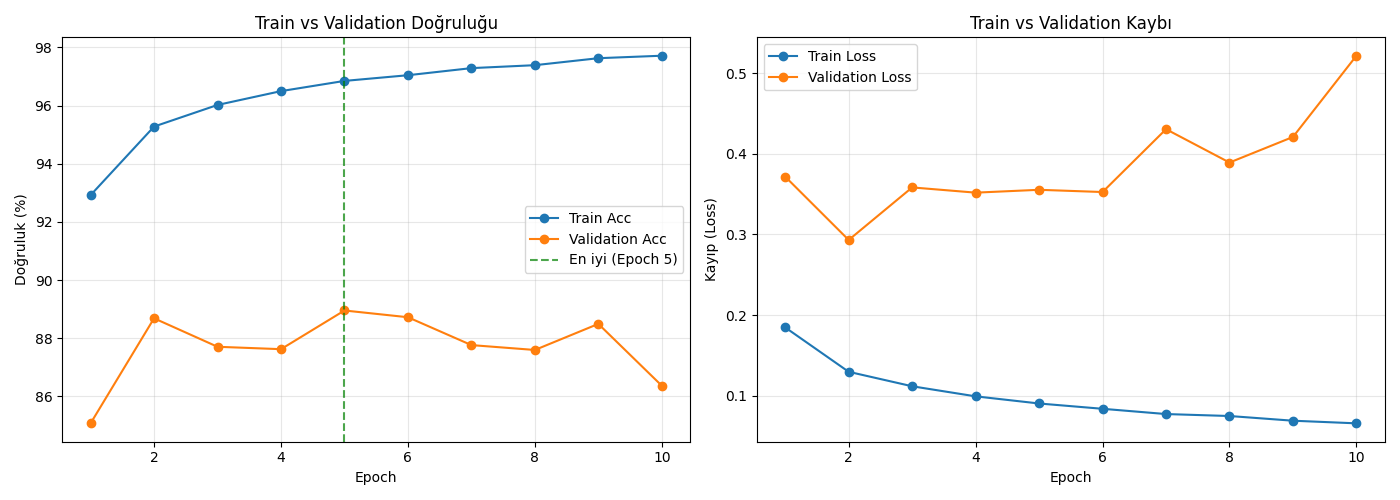 Train vs Validation Doğruluğu
Doğruluk (%)
98
96
94
92
90
88
86
Train Acc
Validation Acc
En iyi (Epoch 5)
2 4 6 8 10
Epoch
Train vs Validation Kaybı
Kayıp (Loss)
Train Loss
Validation Loss
0.5
0.4
0.3
0.2
0.1
2 4 6 8 10
Epoch